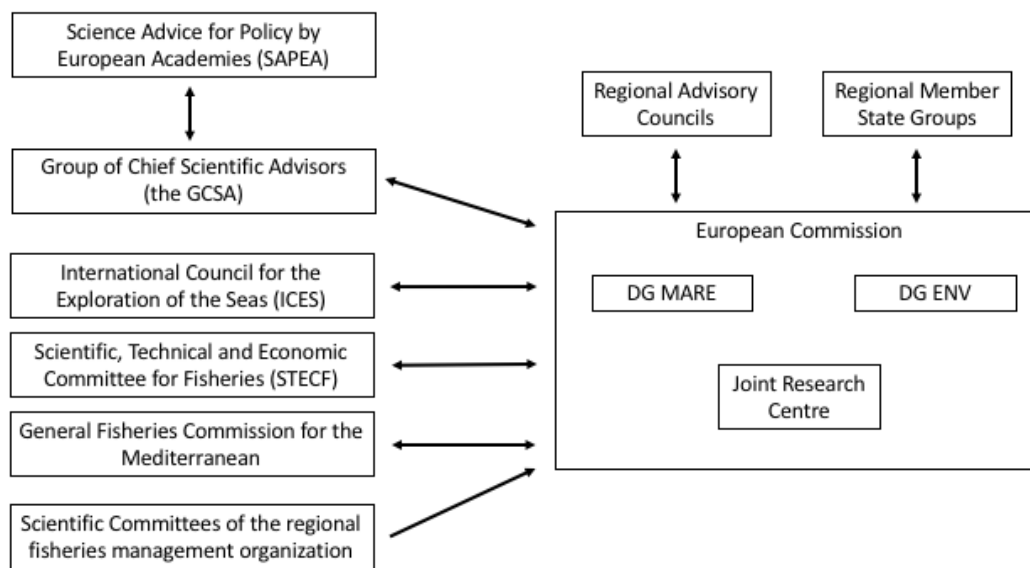 Science Advice for Policy by
European Academies (SAPEA)
Group of Chief Scientific Advisors
(the GCSA)
International Council for the
Exploration of the Seas (ICES)
Scientific, Technical and Economic
Committee for Fisheries (STECF)
General Fisheries Commission for the
Mediterranean
Scientific Committees of the regional
fisheries management organization
Regional Advisory
Councils
Regional Member
State Groups
European Commission
DG MARE
DG ENV
Joint Research
Centre